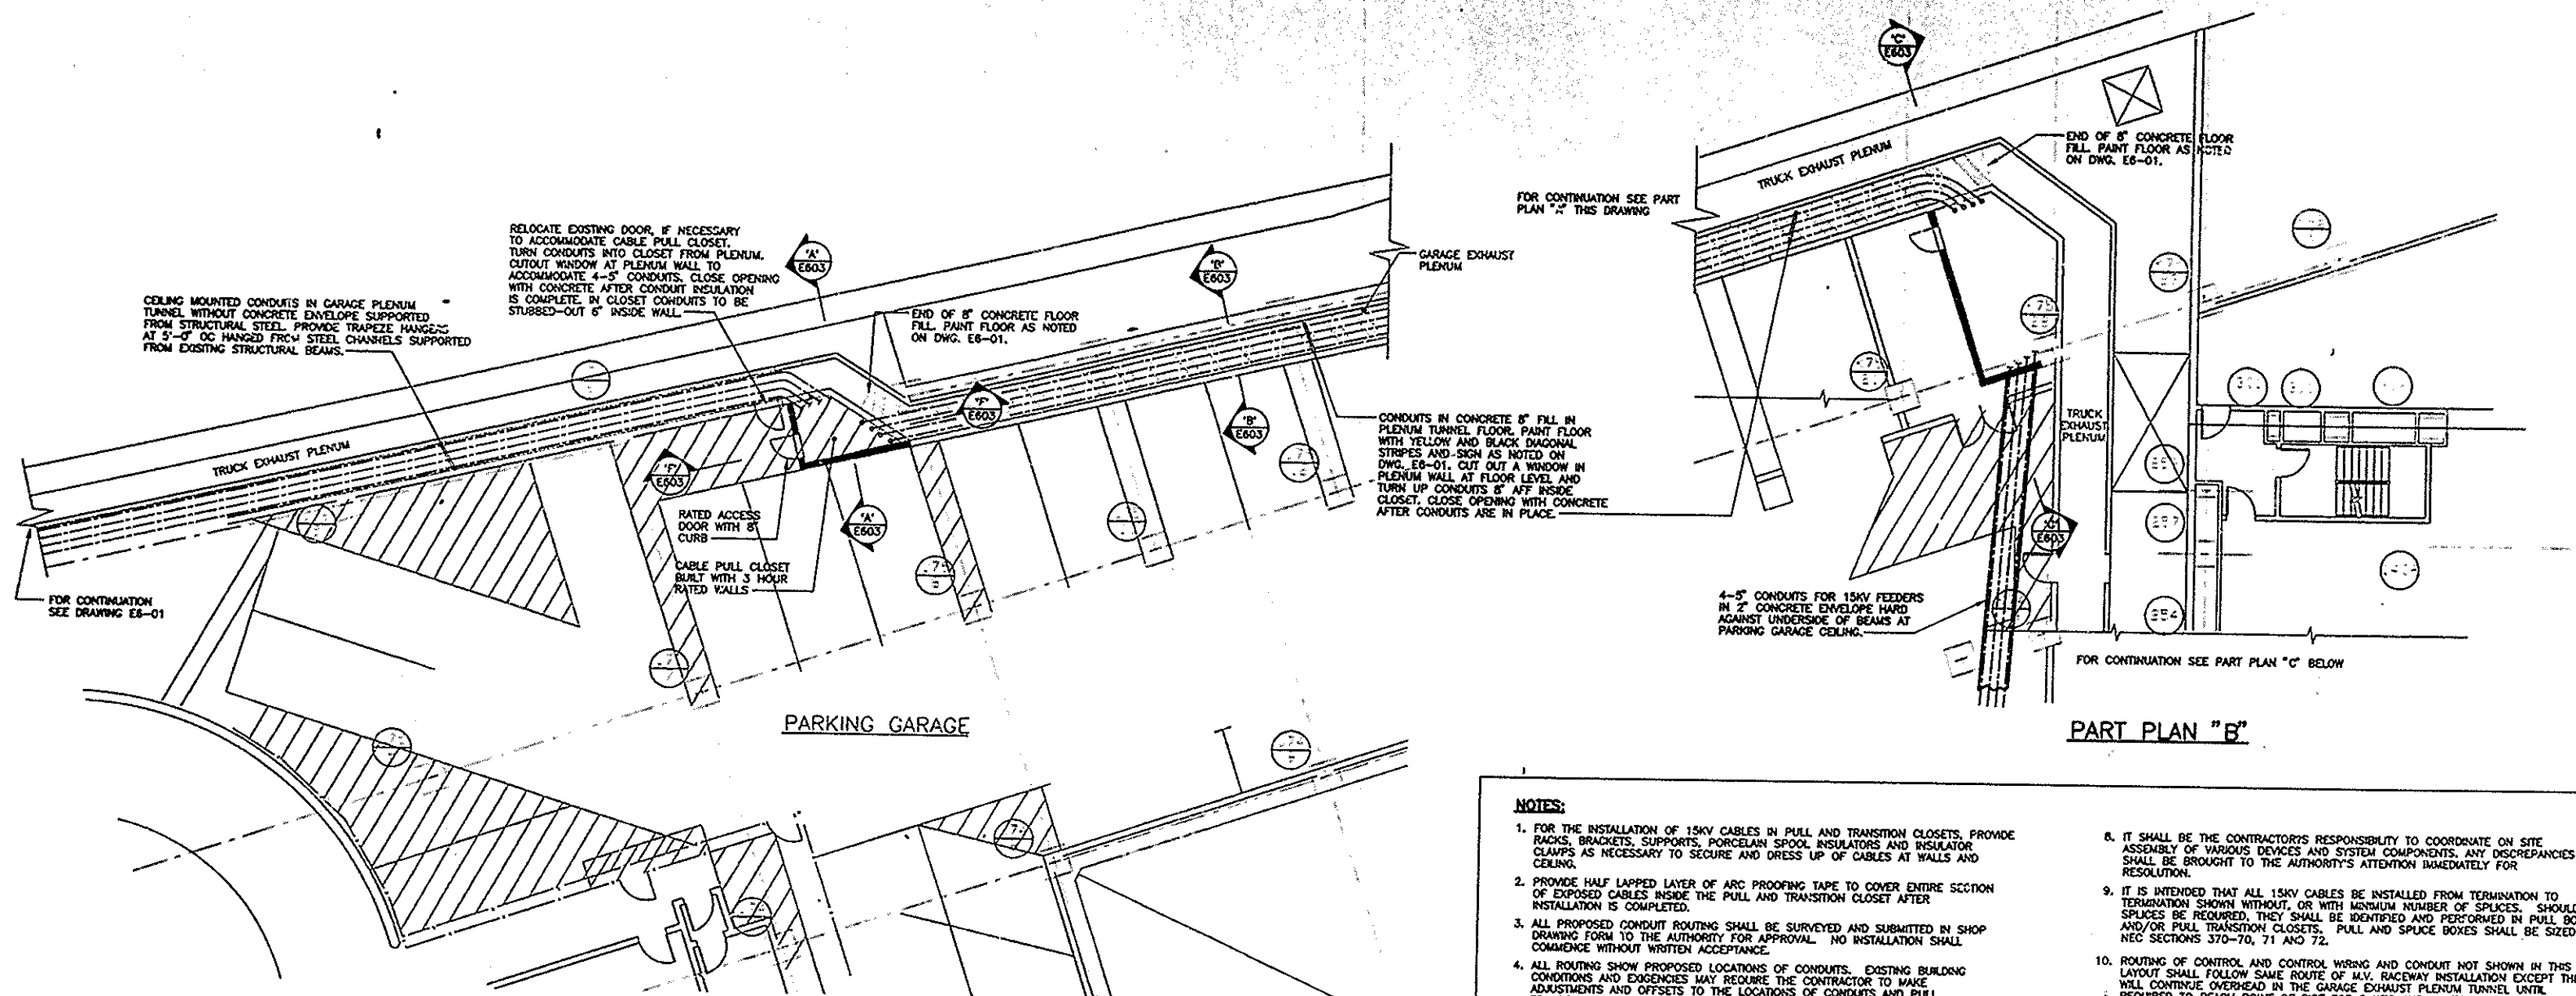 "C"
E603
END OF 8" CONCRETE FLOOR
FILL. PAINT FLOOR AS NOTED
ON DWG. E6-01.
TRUCK EXHAUST PLENUM
FOR CONTINUATION SEE PART
PLAN "A" THIS DRAWING
RELOCATE EXISTING DOOR, IF NECESSARY
TO ACCOMMODATE CABLE PULL CLOSET.
TURN CONDUITS INTO CLOSET FROM PLENUM.
CUTOUT WINDOW AT PLENUM WALL TO
ACCOMMODATE 4-5" CONDUITS. CLOSE OPENING
WITH CONCRETE AFTER CONDUIT INSULATION
IS COMPLETE. IN CLOSET CONDUITS TO BE
STUBBED-OUT 6" INSIDE WALL.
"A"
E603
"B"
E603
GARAGE EXHAUST
PLENUM
CEILING MOUNTED CONDUITS IN GARAGE PLENUM
TUNNEL WITHOUT CONCRETE ENVELOPE SUPPORTED
FROM STRUCTURAL STEEL. PROVIDE TRAPEZE HANGERS
AT 5'-0" OC HANGED FROM STEEL CHANNELS SUPPORTED
FROM EXISITNG STRUCTURAL BEAMS.
END OF 8" CONCRETE FLOOR
FILL. PAINT FLOOR AS NOTED
ON DWG. E6-01.
"F"
E603
TRUCK EXHAUST PLENUM
"F"
E603
"B"
E603
CONDUITS IN CONCRETE 8" FILL IN
PLENUM TUNNEL FLOOR. PAINT FLOOR
WITH YELLOW AND BLACK DIAGONAL
STRIPES AND SIGN AS NOTED ON
DWG. E6-01. CUT OUT A WINDOW IN
PLENUM WALL AT FLOOR LEVEL AND
TURN UP CONDUITS 8" AFF INSIDE
CLOSET. CLOSE OPENING WITH CONCRETE
AFTER CONDUITS ARE IN PLACE.
TRUCK
EXHAUST
PLENUM
RATED ACCESS
DOOR WITH 8"
CURB
"A"
E603
CABLE PULL CLOSET
BUILT WITH 3 HOUR
RATED WALLS
"C"
E603
FOR CONTINUATION
SEE DRAWING E6-01
4-5" CONDUITS FOR 15KV FEEDERS
IN 2" CONCRETE ENVELOPE HARD
AGAINST UNDERSIDE OF BEAMS AT
PARKING GARAGE CEILING.
FOR CONTINUATION SEE PART PLAN "C" BELOW
PARKING GARAGE
PART PLAN "B"
NOTES:
1. FOR THE INSTALLATION OF 15KV CABLES IN PULL AND TRANSITION CLOSETS, PROVIDE
RACKS, BRACKETS, SUPPORTS, PORCELAIN SPOOL INSULATORS AND INSULATOR
CLAMPS AS NECESSARY TO SECURE AND DRESS UP OF CABLES AT WALLS AND
CEILING.
2. PROVIDE HALF LAPPED LAYER OF ARC PROOFING TAPE TO COVER ENTIRE SECTION
OF EXPOSED CABLES INSIDE THE PULL AND TRANSITION CLOSET AFTER
INSTALLATION IS COMPLETED.
3. ALL PROPOSED CONDUIT ROUTING SHALL BE SURVEYED AND SUBMITTED IN SHOP
DRAWING FORM TO THE AUTHORITY FOR APPROVAL. NO INSTALLATION SHALL
COMMENCE WITHOUT WRITTEN ACCEPTANCE.
4. ALL ROUTING SHOW PROPOSED LOCATIONS OF CONDUITS. EXISTING BUILDING
CONDITIONS AND EXIGENCIES MAY REQUIRE THE CONTRACTOR TO MAKE
ADJUSTMENTS AND OFFSETS TO THE LOCATIONS OF CONDUITS AND PULL
8. IT SHALL BE THE CONTRACTOR?S RESPONSIBILITY TO COORDINATE ON SITE
ASSEMBLY OF VARIOUS DEVICES AND SYSTEM COMPONENTS. ANY DISCREPANCIES
SHALL BE BROUGHT TO THE AUTHORITY'S ATTENTION IMMEDIATELY FOR
RESOLUTION.
9. IT IS INTENDED THAT ALL 15KV CABLES BE INSTALLED FROM TERMINATION TO
TERMINATION SHOWN WITHOUT, OR WITH MINIMUM NUMBER OF SPLICES. SHOULD
SPLICES BE REQUIRED, THEY SHALL BE IDENTIFIED AND PERFORMED IN PULL BO
AND/OR PULL TRANSITION CLOSETS. PULL AND SPLICE BOXES SHALL BE SIZED
NEC SECTIONS 370-70, 71 AND 72.
10. ROUTING OF CONTROL AND CONTROL WIRING AND CONDUIT NOT SHOWN IN THIS
LAYOUT SHALL FOLLOW SAME ROUTE OF M.V. RACEWAY INSTALLATION EXCEPT TH
WILL CONTINUE OVERHEAD IN THE GARAGE EXHAUST PLENUM TUNNEL UNTIL